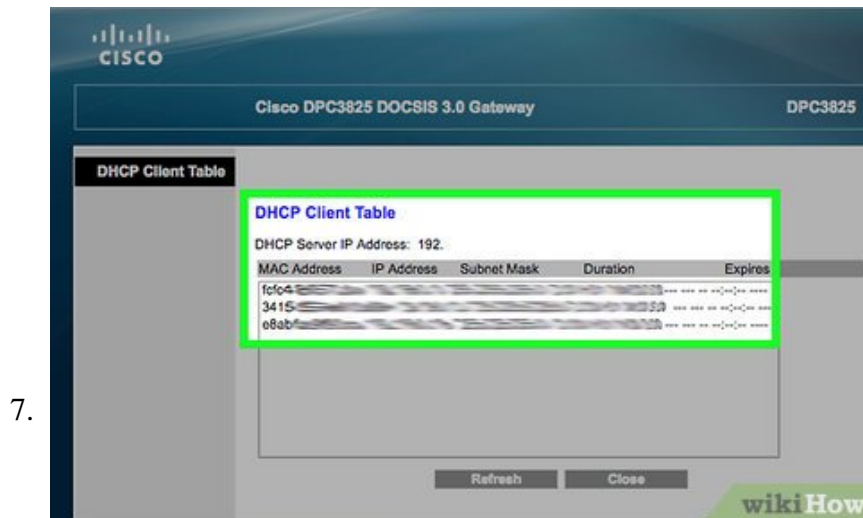 CISCO
Cisco DPC3825 DOCSIS 3.0 Gateway DPC3825
DHCP Client Table
DHCP Client Table
DHCP Server IP Address: 192.
MAC Address IP Address Subnet Mask Duration Expires
--- --- -- --:--:-- ----
3415 --- --- -- --:--:-- ---
e8ab --- --- -- --:--:-- ----
7.
Refresh Close
wikiHow